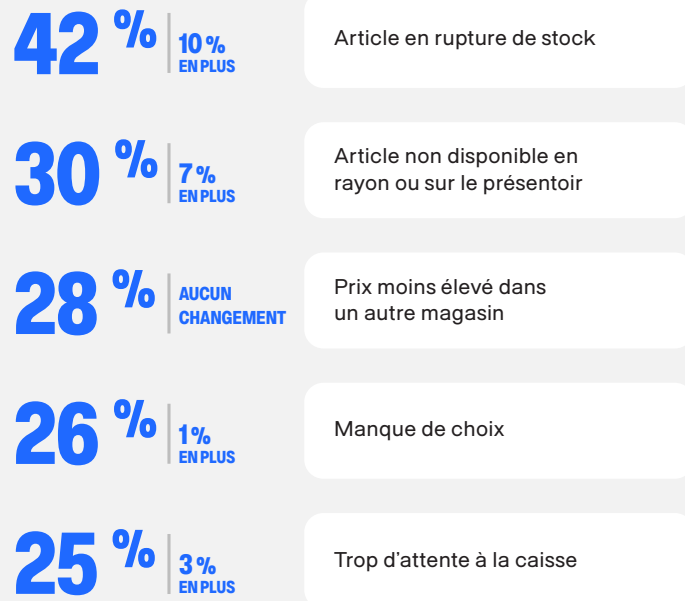 42 %
10 %
EN PLUS
Article en rupture de stock
30 %
7 %
EN PLUS
Article non disponible en
rayon ou sur le présentoir
28 %
AUCUN
CHANGEMENT
Prix moins élevé dans
un autre magasin
26 %
1 %
EN PLUS
Manque de choix
25 %
3 %
EN PLUS
Trop d'attente à la caisse